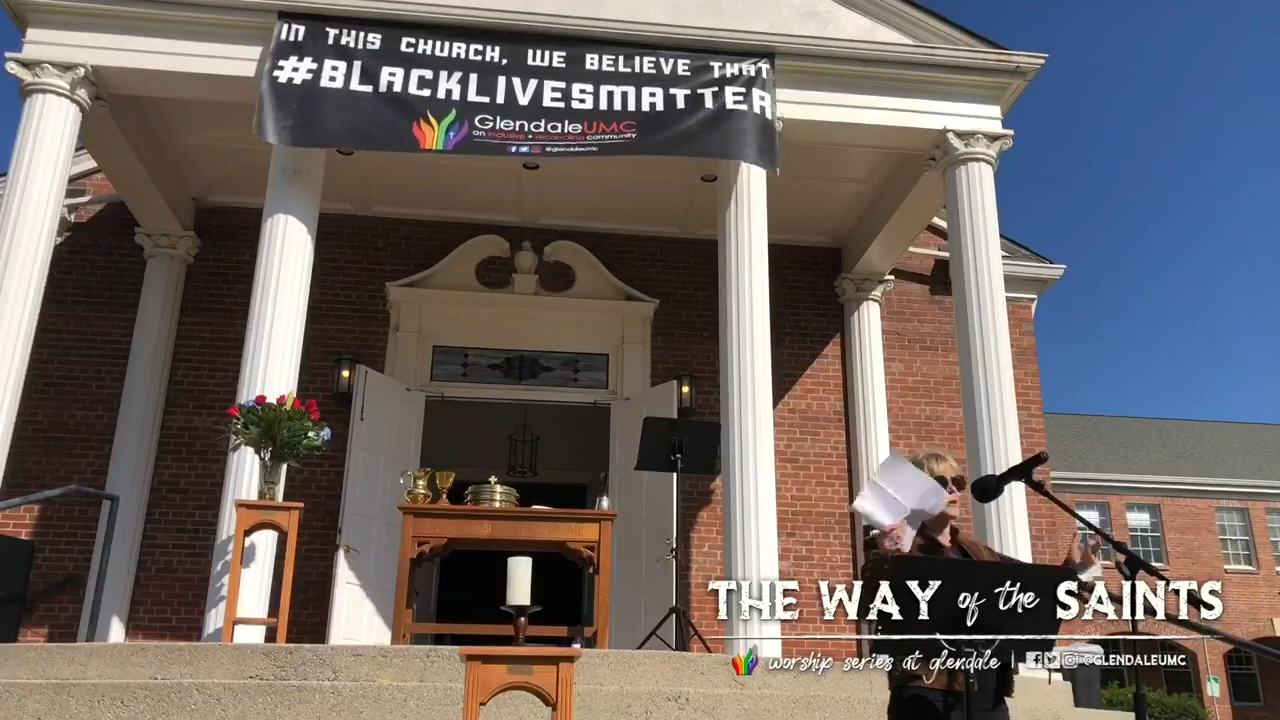 IN THIS CHURCH, WE BELIEVE THAT
#BLACKLIVESMATTER
GlendaleUMC
an inclusive + reconciling community
@glendaleumc
THE WAY of the SAINTS
worship series at glendale | @GLENDALEUMC